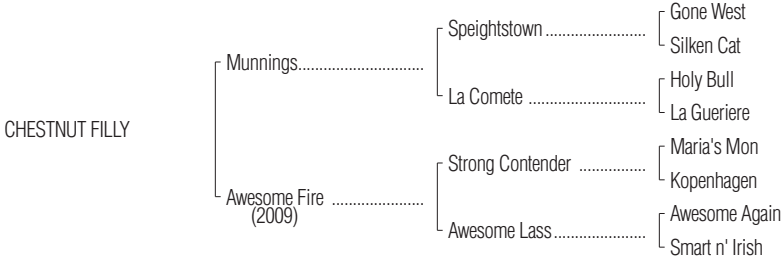 Gone West
Speightstown
Silken Cat
Munnings
Holy Bull
La Comete
La Gueriere
CHESTNUT FILLY
Maria's Mon
Strong Contender
Kopenhagen
Awesome Fire
(2009)
Awesome Again
Awesome Lass
Smart n' Irish